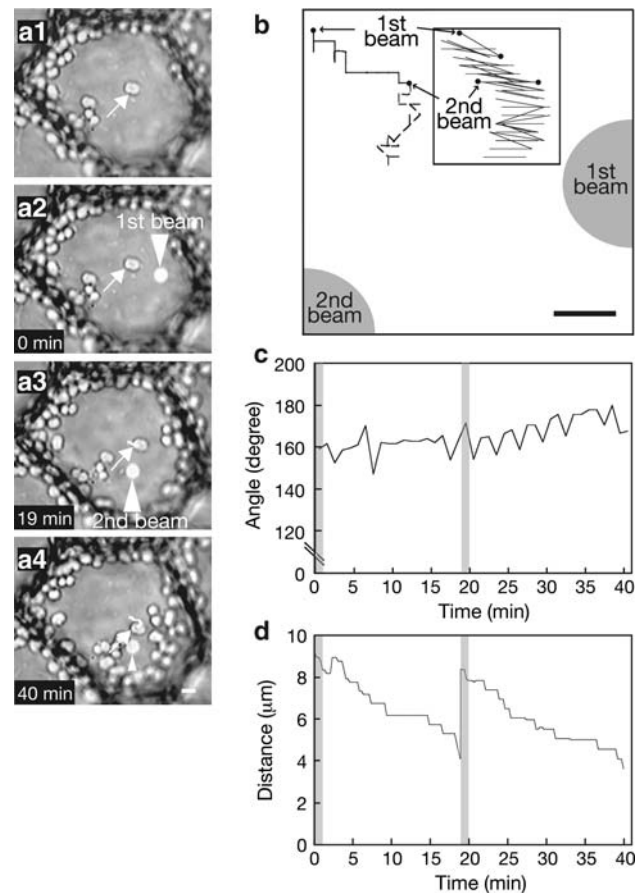 a1
a2
1st beam
0 min
a3
19 min
2nd beam
a4
40 min
b
1st
beam
2nd
beam
1st
beam
2nd
beam
c
200
180
160
140
120
0
Angle (degree)
0 5 10 15 20 25 30 35 40
Time (min)
d
10
8
6
4
2
0
Distance (μm)
0 5 10 15 20 25 30 35 40
Time (min)